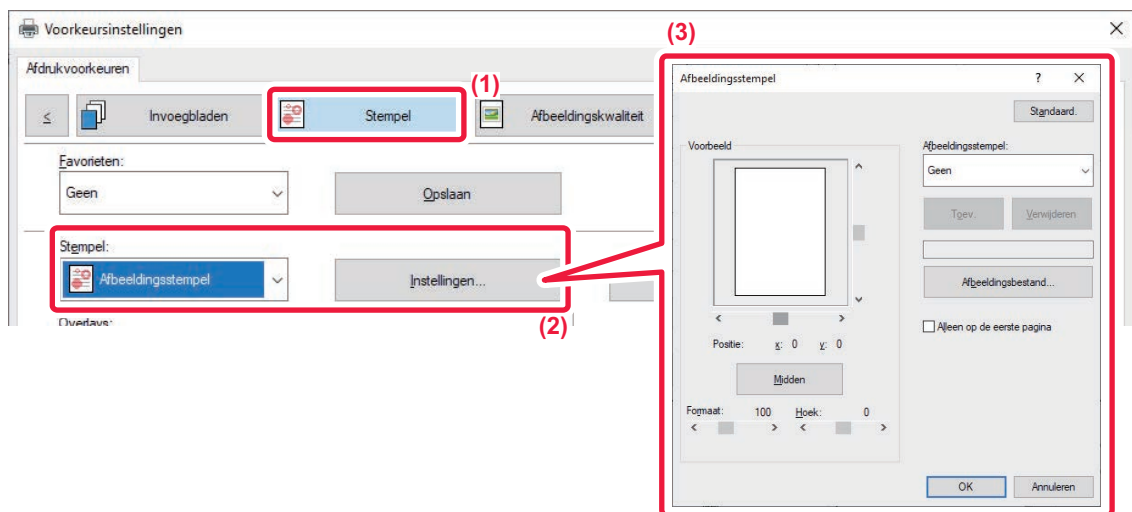 Voorkeursinstellingen
Afdrukvoorkeuren
(1)
<
Invoegbladen
Stempel
Afbeeldingskwaliteit
Favorieten:
Geen
Opslaan
Stempel:
Afbeeldingsstempel
Instellingen...
(2)
Overlays:
(3)
Afbeeldingsstempel
?
Standaard.
Voorbeeld
Afbeeldingsstempel:
Geen
Toev.
Verwijderen
Afbeeldingsbestand...
Alleen op de eerste pagina
Positie: x: 0 y: 0
Midden
Formaat: 100 Hoek: 0
OK
Annuleren